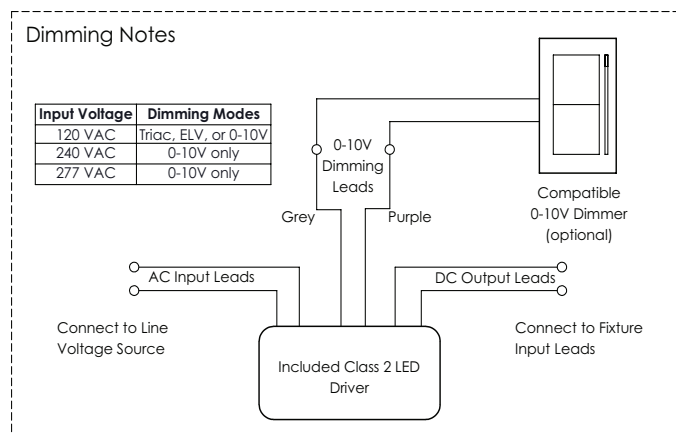 Dimming Notes
Input Voltage Dimming Modes
120 VAC Triac, ELV, or 0-10V
240 VAC 0-10V only
277 VAC 0-10V only
0-10V
Dimming
Leads
Grey
Purple
Compatible
0-10V Dimmer
(optional)
AC Input Leads
DC Output Leads
Connect to Line
Voltage Source
Connect to Fixture
Input Leads
Included Class 2 LED
Driver